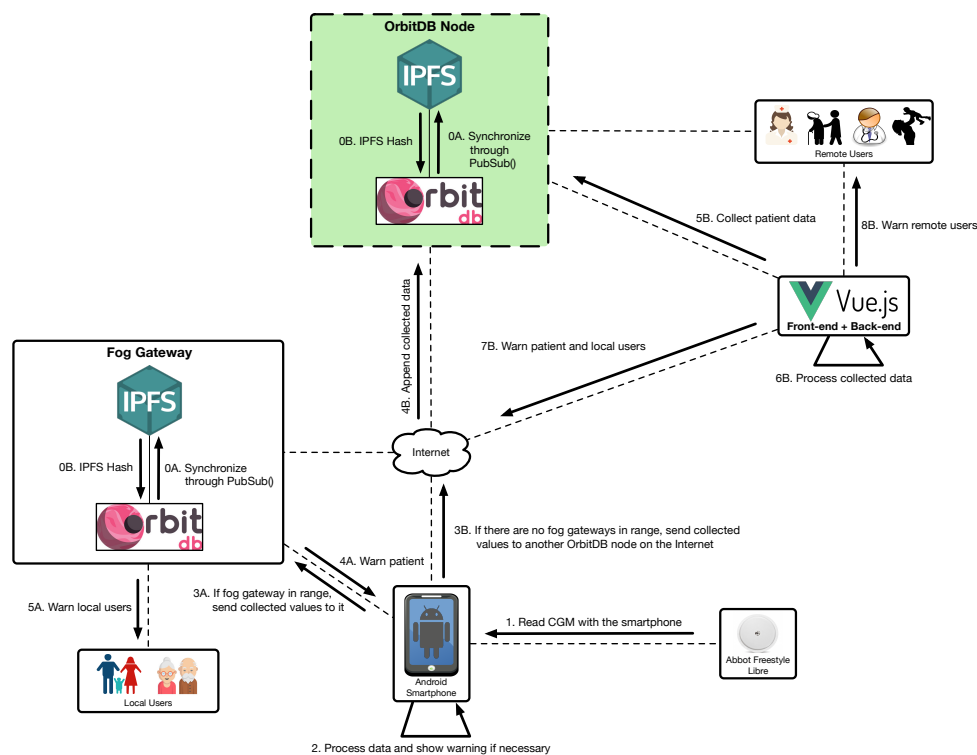 OrbitDB Node
IPFS
0B. IPFS Hash
0A. Synchronize
through
PubSub()
Orbit
db
Remote Users
5B. Collect patient data
8B. Warn remote users
Vue.js
Front-end + Back-end
6B. Process collected data
7B. Warn patient and local users
4B. Append collected data
Fog Gateway
IPFS
0B. IPFS Hash
0A. Synchronize
through PubSub()
Orbit
db
Internet
3B. If there are no fog gateways in range, send collected
values to another OrbitDB node on the Internet
4A. Warn patient
3A. If fog gateway in range,
send collected values to it
5A. Warn local users
Local Users
1. Read CGM with the smartphone
Android
Smartphone
Abbot Freestyle
Libre
2. Process data and show warning if necessary